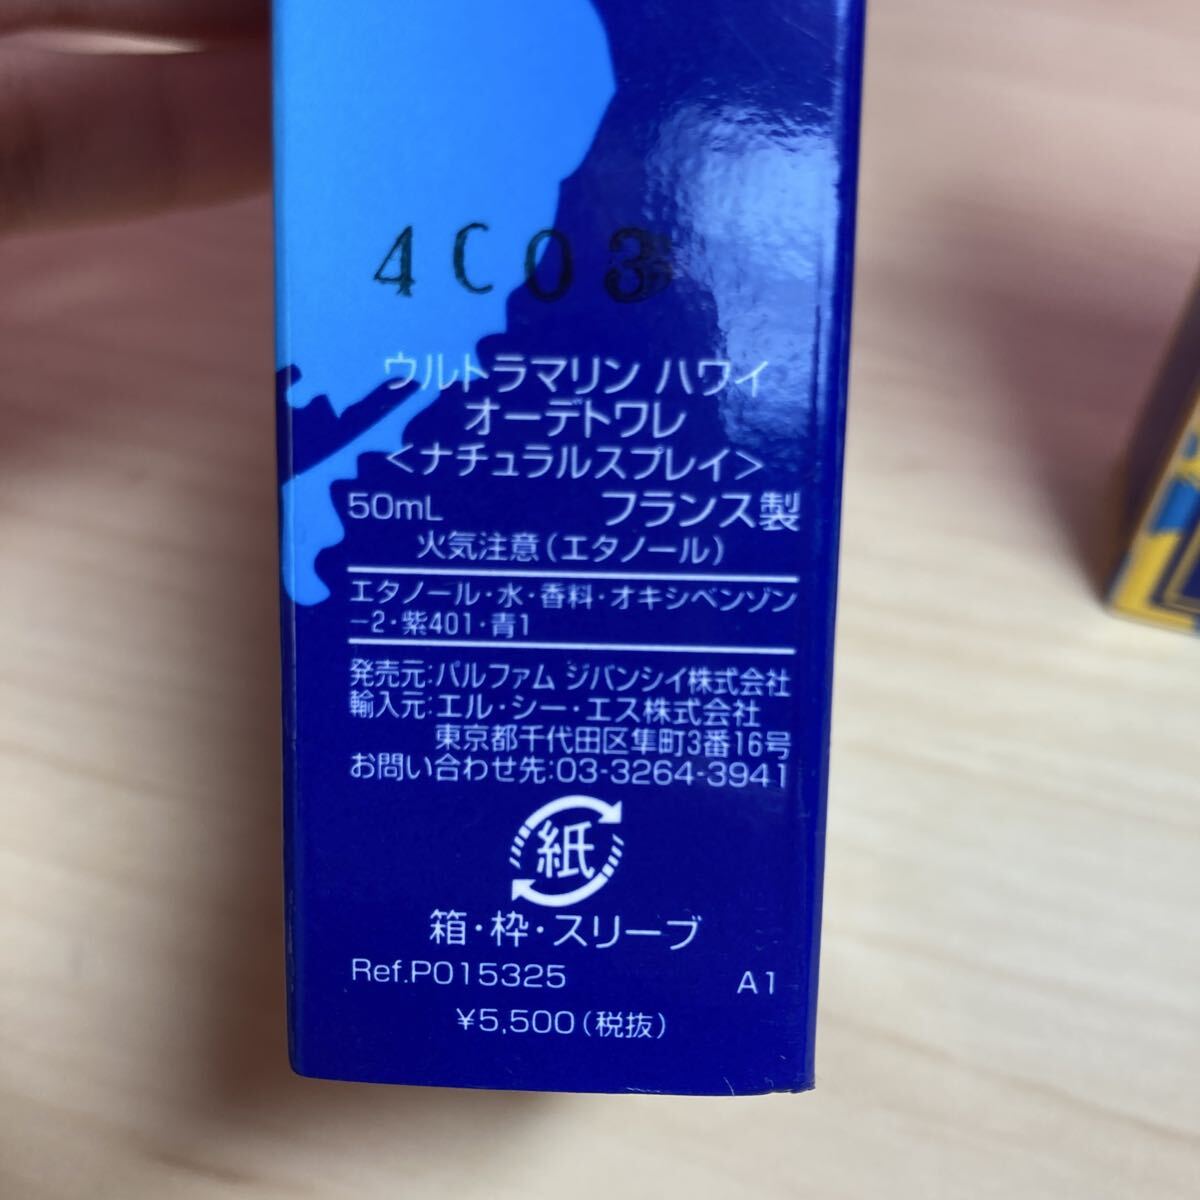 4C03
ウルトラマリン ハワイ
オーデトワレ
<ナチュラルスプレイ>
50mL フランス製
火気注意(エタノール)
エタノール・水・香料・オキシベンゾン
-2・紫401・青1
発売元:パルファム ジバンシイ株式会社
輸入元:エル・シー・エス株式会社
東京都千代田区隼町3番16号
お問い合わせ先:03-3264-3941
紙
箱・枠・スリーブ
Ref.P015325 A1
¥5,500(税抜)